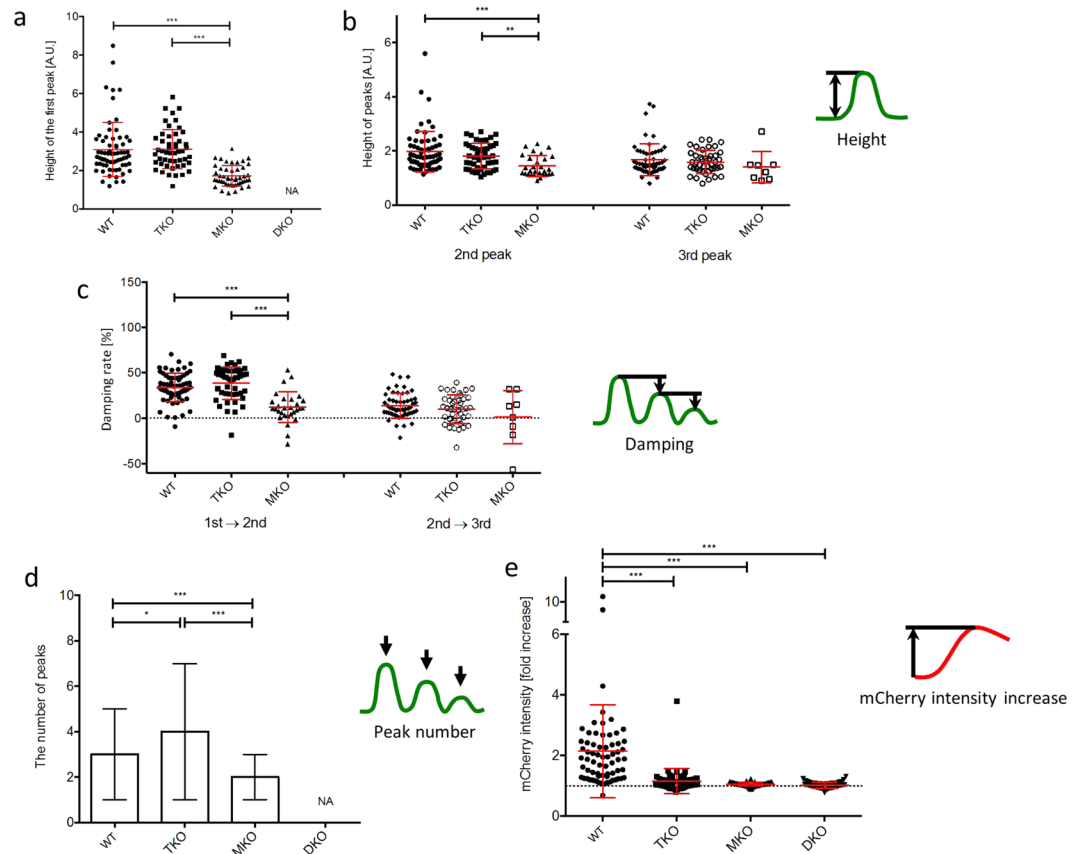 a
Height of the first peak [A.U.]
10
8
6
4
2
0
***
***
NA
WT
TKO
MKO
DKO
b
Height of peaks [A.U.]
6
4
2
0
***
**
WT
TKO
MKO
WT
TKO
MKO
2nd peak
3rd peak
Height
c
Damping rate [%]
150
100
50
0
-50
***
***
WT
TKO
MKO
WT
TKO
MKO
1st → 2nd
2nd → 3rd
Damping
d
The number of peaks
10
8
6
4
2
0
***
*
***
NA
WT
TKO
MKO
DKO
Peak number
e
mCherry intensity [fold increase]
10
6
4
2
0
***
***
***
WT
TKO
MKO
DKO
mCherry intensity increase